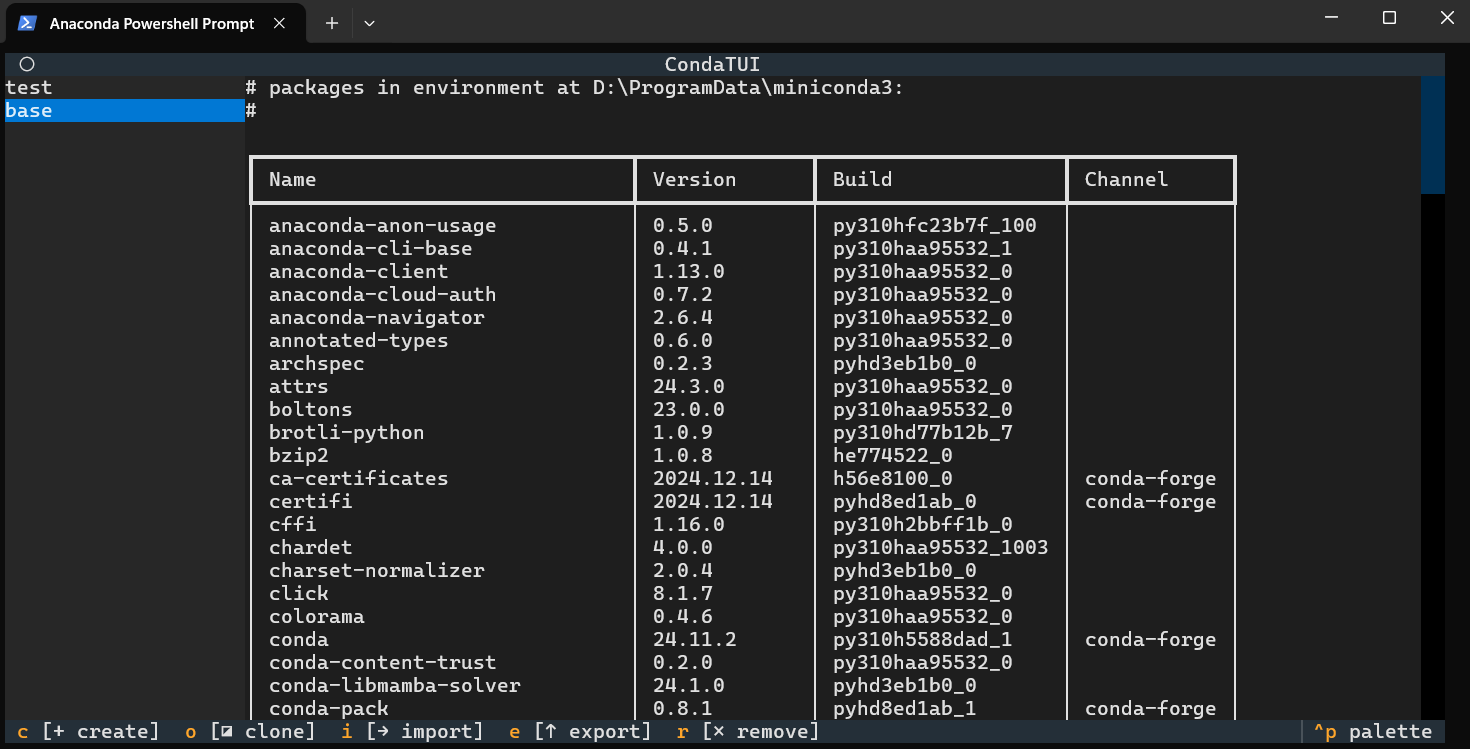 Anaconda Powershell Prompt
CondaTUI
test
base
# packages in environment at D:\ProgramData\miniconda3:
#
Name Version Build Channel
anaconda-anon-usage 0.5.0 py310hfc23b7f_100
anaconda-cli-base 0.4.1 py310haa95532_1
anaconda-client 1.13.0 py310haa95532_0
anaconda-cloud-auth 0.7.2 py310haa95532_0
anaconda-navigator 2.6.4 py310haa95532_0
annotated-types 0.6.0 py310haa95532_0
archspec 0.2.3 pyhd3eb1b0_0
attrs 24.3.0 py310haa95532_0
boltons 23.0.0 py310haa95532_0
brotli-python 1.0.9 py310hd77b12b_7
bzip2 1.0.8 he774522_0
ca-certificates 2024.12.14 h56e8100_0 conda-forge
certifi 2024.12.14 pyhd8ed1ab_0 conda-forge
cffi 1.16.0 py310h2bbff1b_0
chardet 4.0.0 py310haa95532_1003
charset-normalizer 2.0.4 pyhd3eb1b0_0
click 8.1.7 py310haa95532_0
colorama 0.4.6 py310haa95532_0
conda 24.11.2 py310h5588dad_1 conda-forge
conda-content-trust 0.2.0 py310haa95532_0
conda-libmamba-solver 24.1.0 pyhd3eb1b0_0
conda-pack 0.8.1 pyhd8ed1ab_1 conda-forge
c [+ create] o [◪ clone] i [→ import] e [↑ export] r [× remove] ^p palette